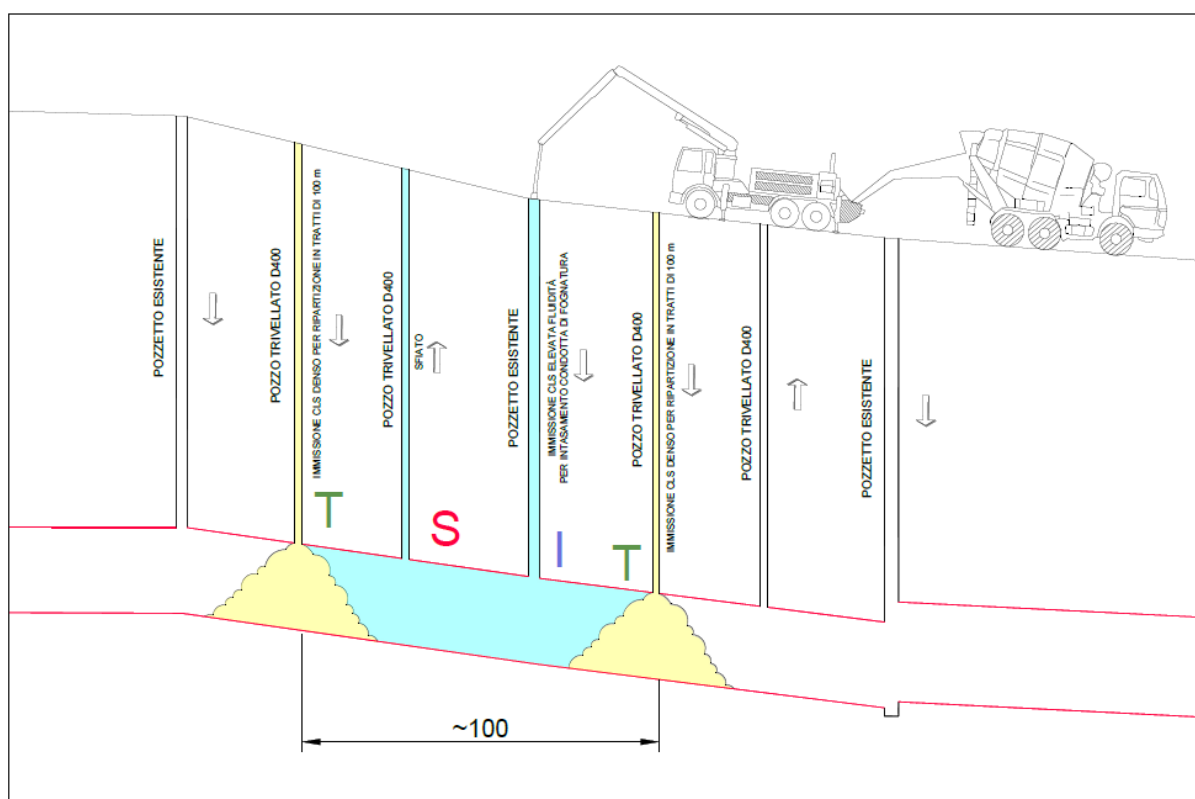 POZZETTO ESISTENTE
POZZO TRIVELLATO D400
IMMISSIONE CLS DENSO PER RIPARTIZIONE IN TRATTI DI 100 m
POZZO TRIVELLATO D400
SFIATO
POZZETTO ESISTENTE
IMMISSIONE CLS ELEVATA FLUIDITÀ
PER INTASAMENTO CONDOTTA DI FOGNATURA
POZZO TRIVELLATO D400
IMMISSIONE CLS DENSO PER RIPARTIZIONE IN TRATTI DI 100 m
POZZO TRIVELLATO D400
POZZETTO ESISTENTE
T
S
I
T
~100